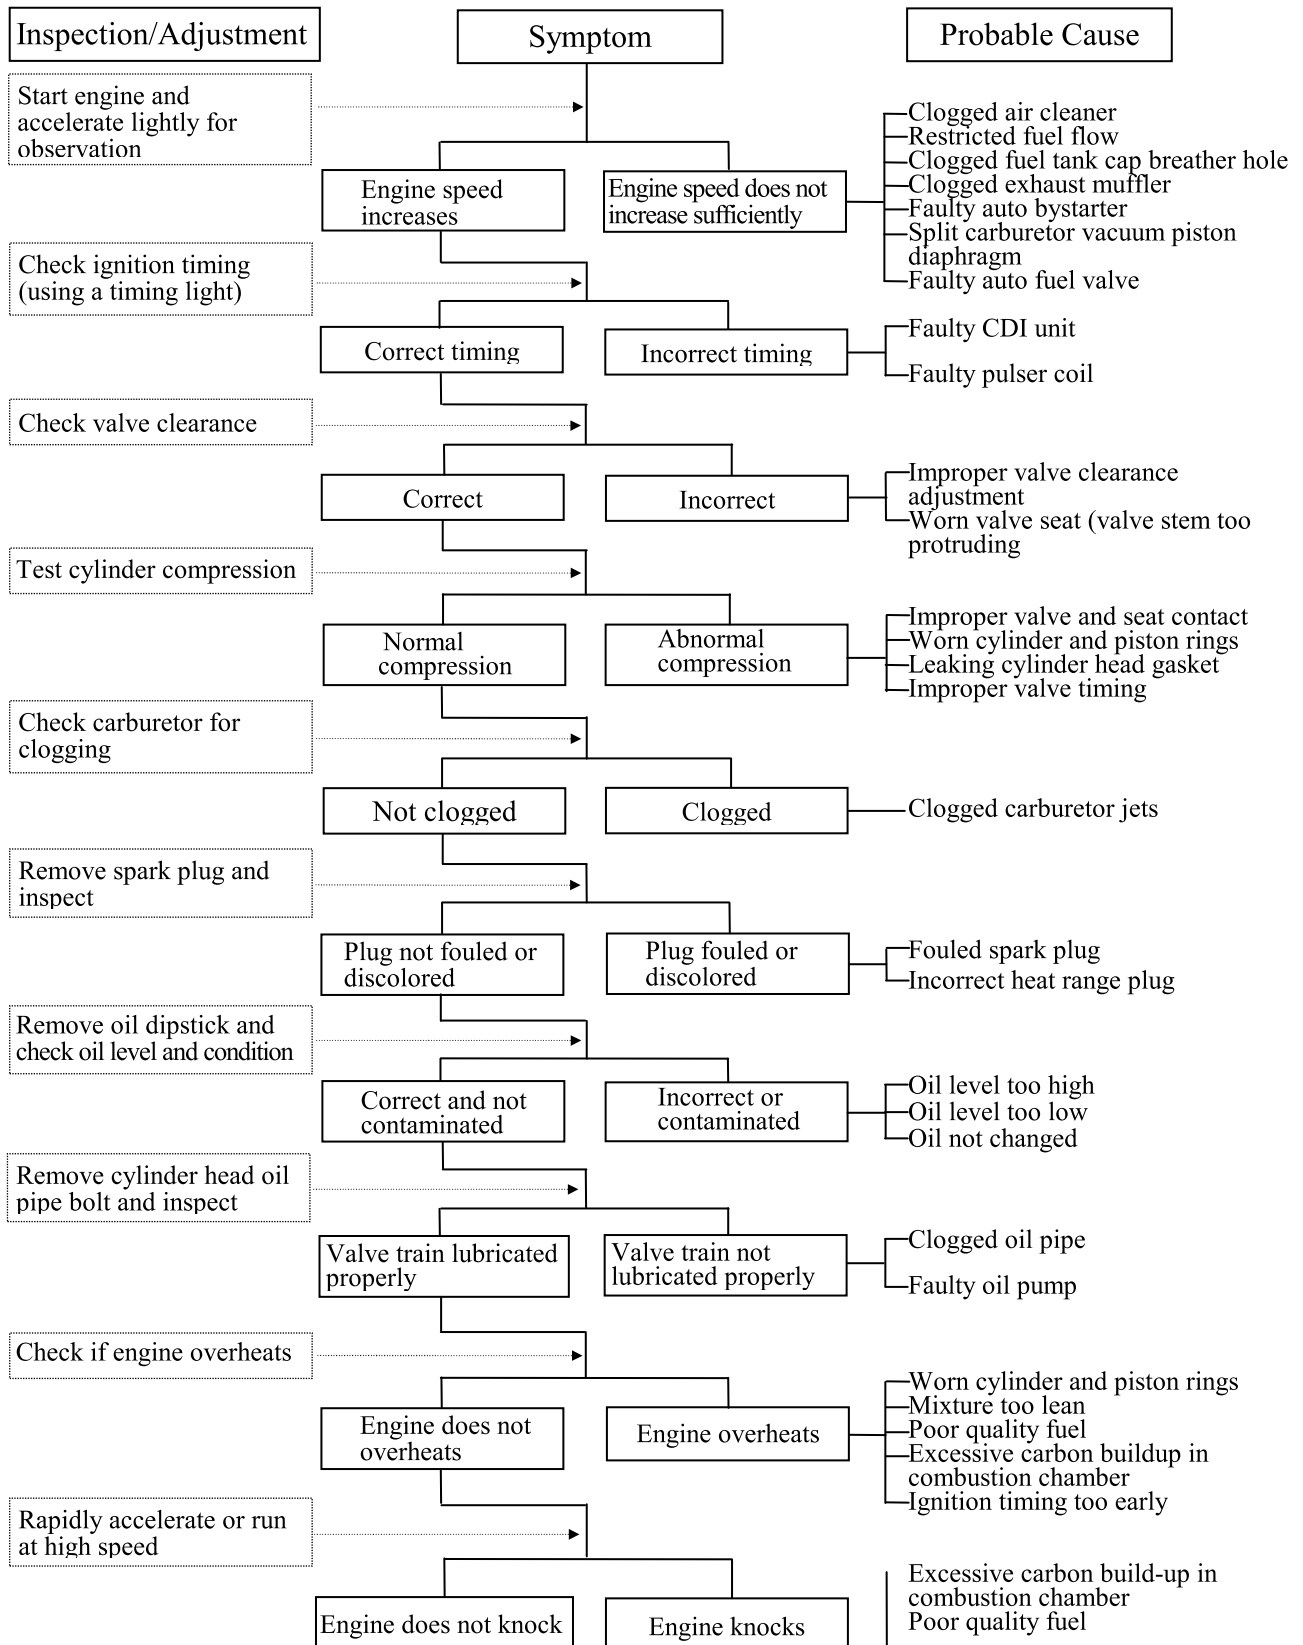 Inspection/Adjustment
Symptom
Probable Cause
Start engine and
accelerate lightly for
observation
Engine speed
increases
Engine speed does not
increase sufficiently
Clogged air cleaner
Restricted fuel flow
Clogged fuel tank cap breather hole
Clogged exhaust muffler
Faulty auto bystarter
Split carburetor vacuum piston
diaphragm
Faulty auto fuel valve
Check ignition timing
(using a timing light)
Correct timing
Incorrect timing
Faulty CDI unit
Faulty pulser coil
Check valve clearance
Correct
Incorrect
Improper valve clearance
adjustment
Worn valve seat (valve stem too
protruding
Test cylinder compression
Normal
compression
Abnormal
compression
Improper valve and seat contact
Worn cylinder and piston rings
Leaking cylinder head gasket
Improper valve timing
Check carburetor for
clogging
Not clogged
Clogged
Clogged carburetor jets
Remove spark plug and
inspect
Plug not fouled or
discolored
Plug fouled or
discolored
Fouled spark plug
Incorrect heat range plug
Remove oil dipstick and
check oil level and condition
Correct and not
contaminated
Incorrect or
contaminated
Oil level too high
Oil level too low
Oil not changed
Remove cylinder head oil
pipe bolt and inspect
Valve train lubricated
properly
Valve train not
lubricated properly
Clogged oil pipe
Faulty oil pump
Check if engine overheats
Engine does not
overheats
Engine overheats
Worn cylinder and piston rings
Mixture too lean
Poor quality fuel
Excessive carbon buildup in
combustion chamber
Ignition timing too early
Rapidly accelerate or run
at high speed
Engine does not knock
Engine knocks
Excessive carbon build-up in
combustion chamber
Poor quality fuel